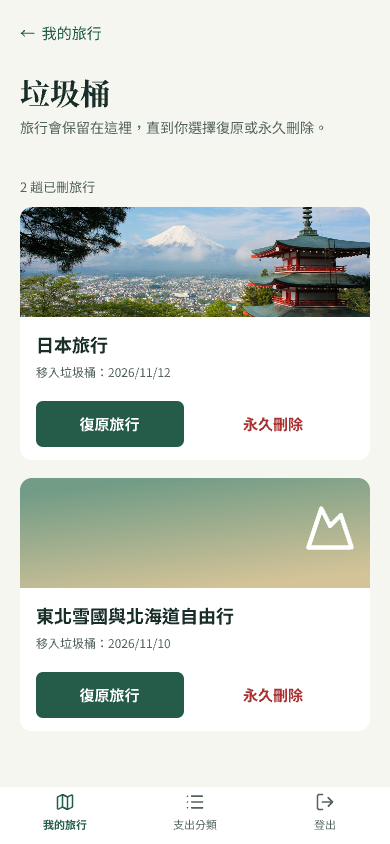 ← 我的旅行
垃圾桶
旅行會保留在這裡，直到你選擇復原或永久刪除。
2 趟已刪旅行
日本旅行
移入垃圾桶：2026/11/12
復原旅行
永久刪除
東北雪國與北海道自由行
移入垃圾桶：2026/11/10
復原旅行
永久刪除
我的旅行
支出分類
登出